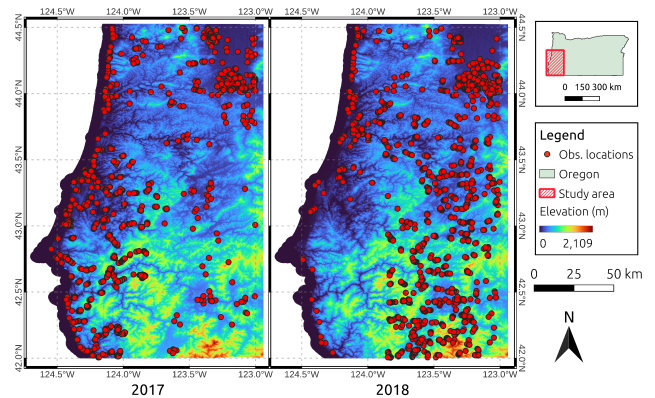 124.5°W 124.0°W 123.5°W 123.0°W 124.5°W 124.0°W 123.5°W 123.0°W
44.5°N 44.0°N 43.5°N 43.0°N 42.5°N 42.0°N
44.5°N 44.0°N 43.5°N 43.0°N 42.5°N 42.0°N
124.5°W 124.0°W 123.5°W 123.0°W 124.5°W 124.0°W 123.5°W 123.0°W
2017 2018
0 150 300 km
Legend
Obs. locations
Oregon
Study area
Elevation (m)
0 2,109
0 25 50 km
N